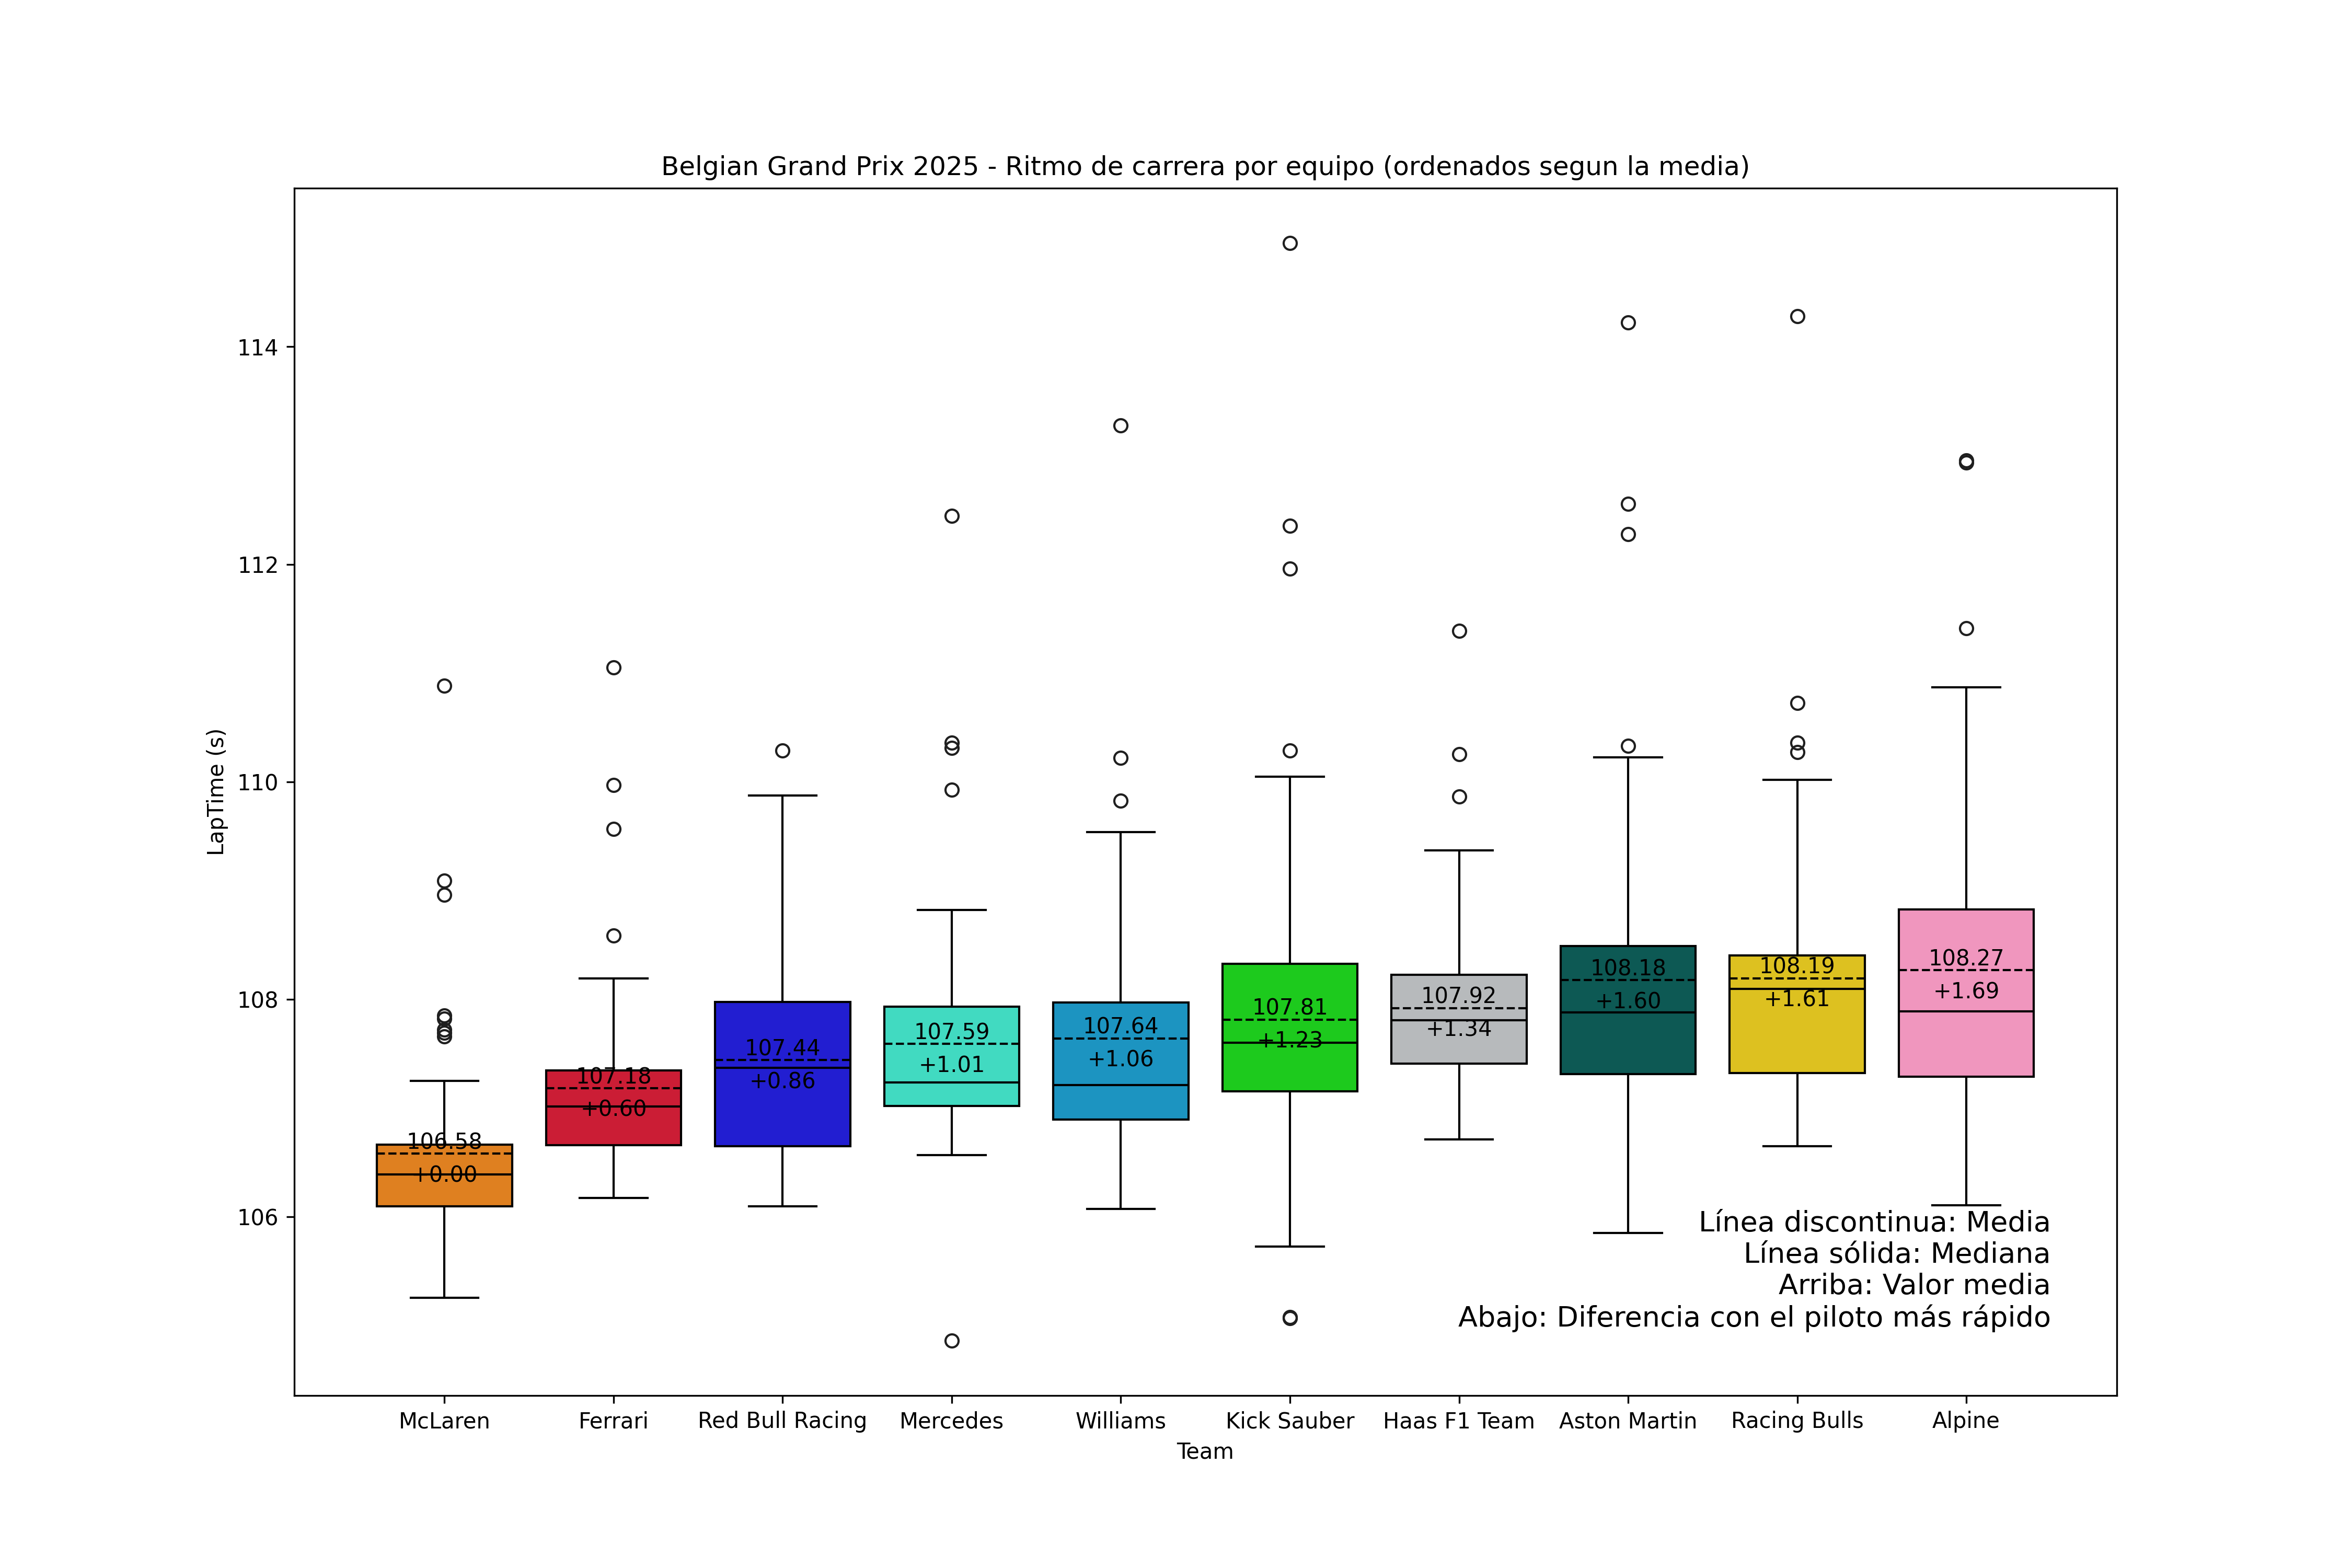 Belgian Grand Prix 2025 - Ritmo de carrera por equipo (ordenados segun la media)
LapTime (s)
114
112
110
108
106
106.58
+0.00
107.18
+0.60
107.44
+0.86
107.59
+1.01
107.64
+1.06
107.81
+1.23
107.92
+1.34
108.18
+1.60
108.19
+1.61
108.27
+1.69
Línea discontinua: Media
Línea sólida: Mediana
Arriba: Valor media
Abajo: Diferencia con el piloto más rápido
McLaren
Ferrari
Red Bull Racing
Mercedes
Williams
Kick Sauber
Haas F1 Team
Aston Martin
Racing Bulls
Alpine
Team